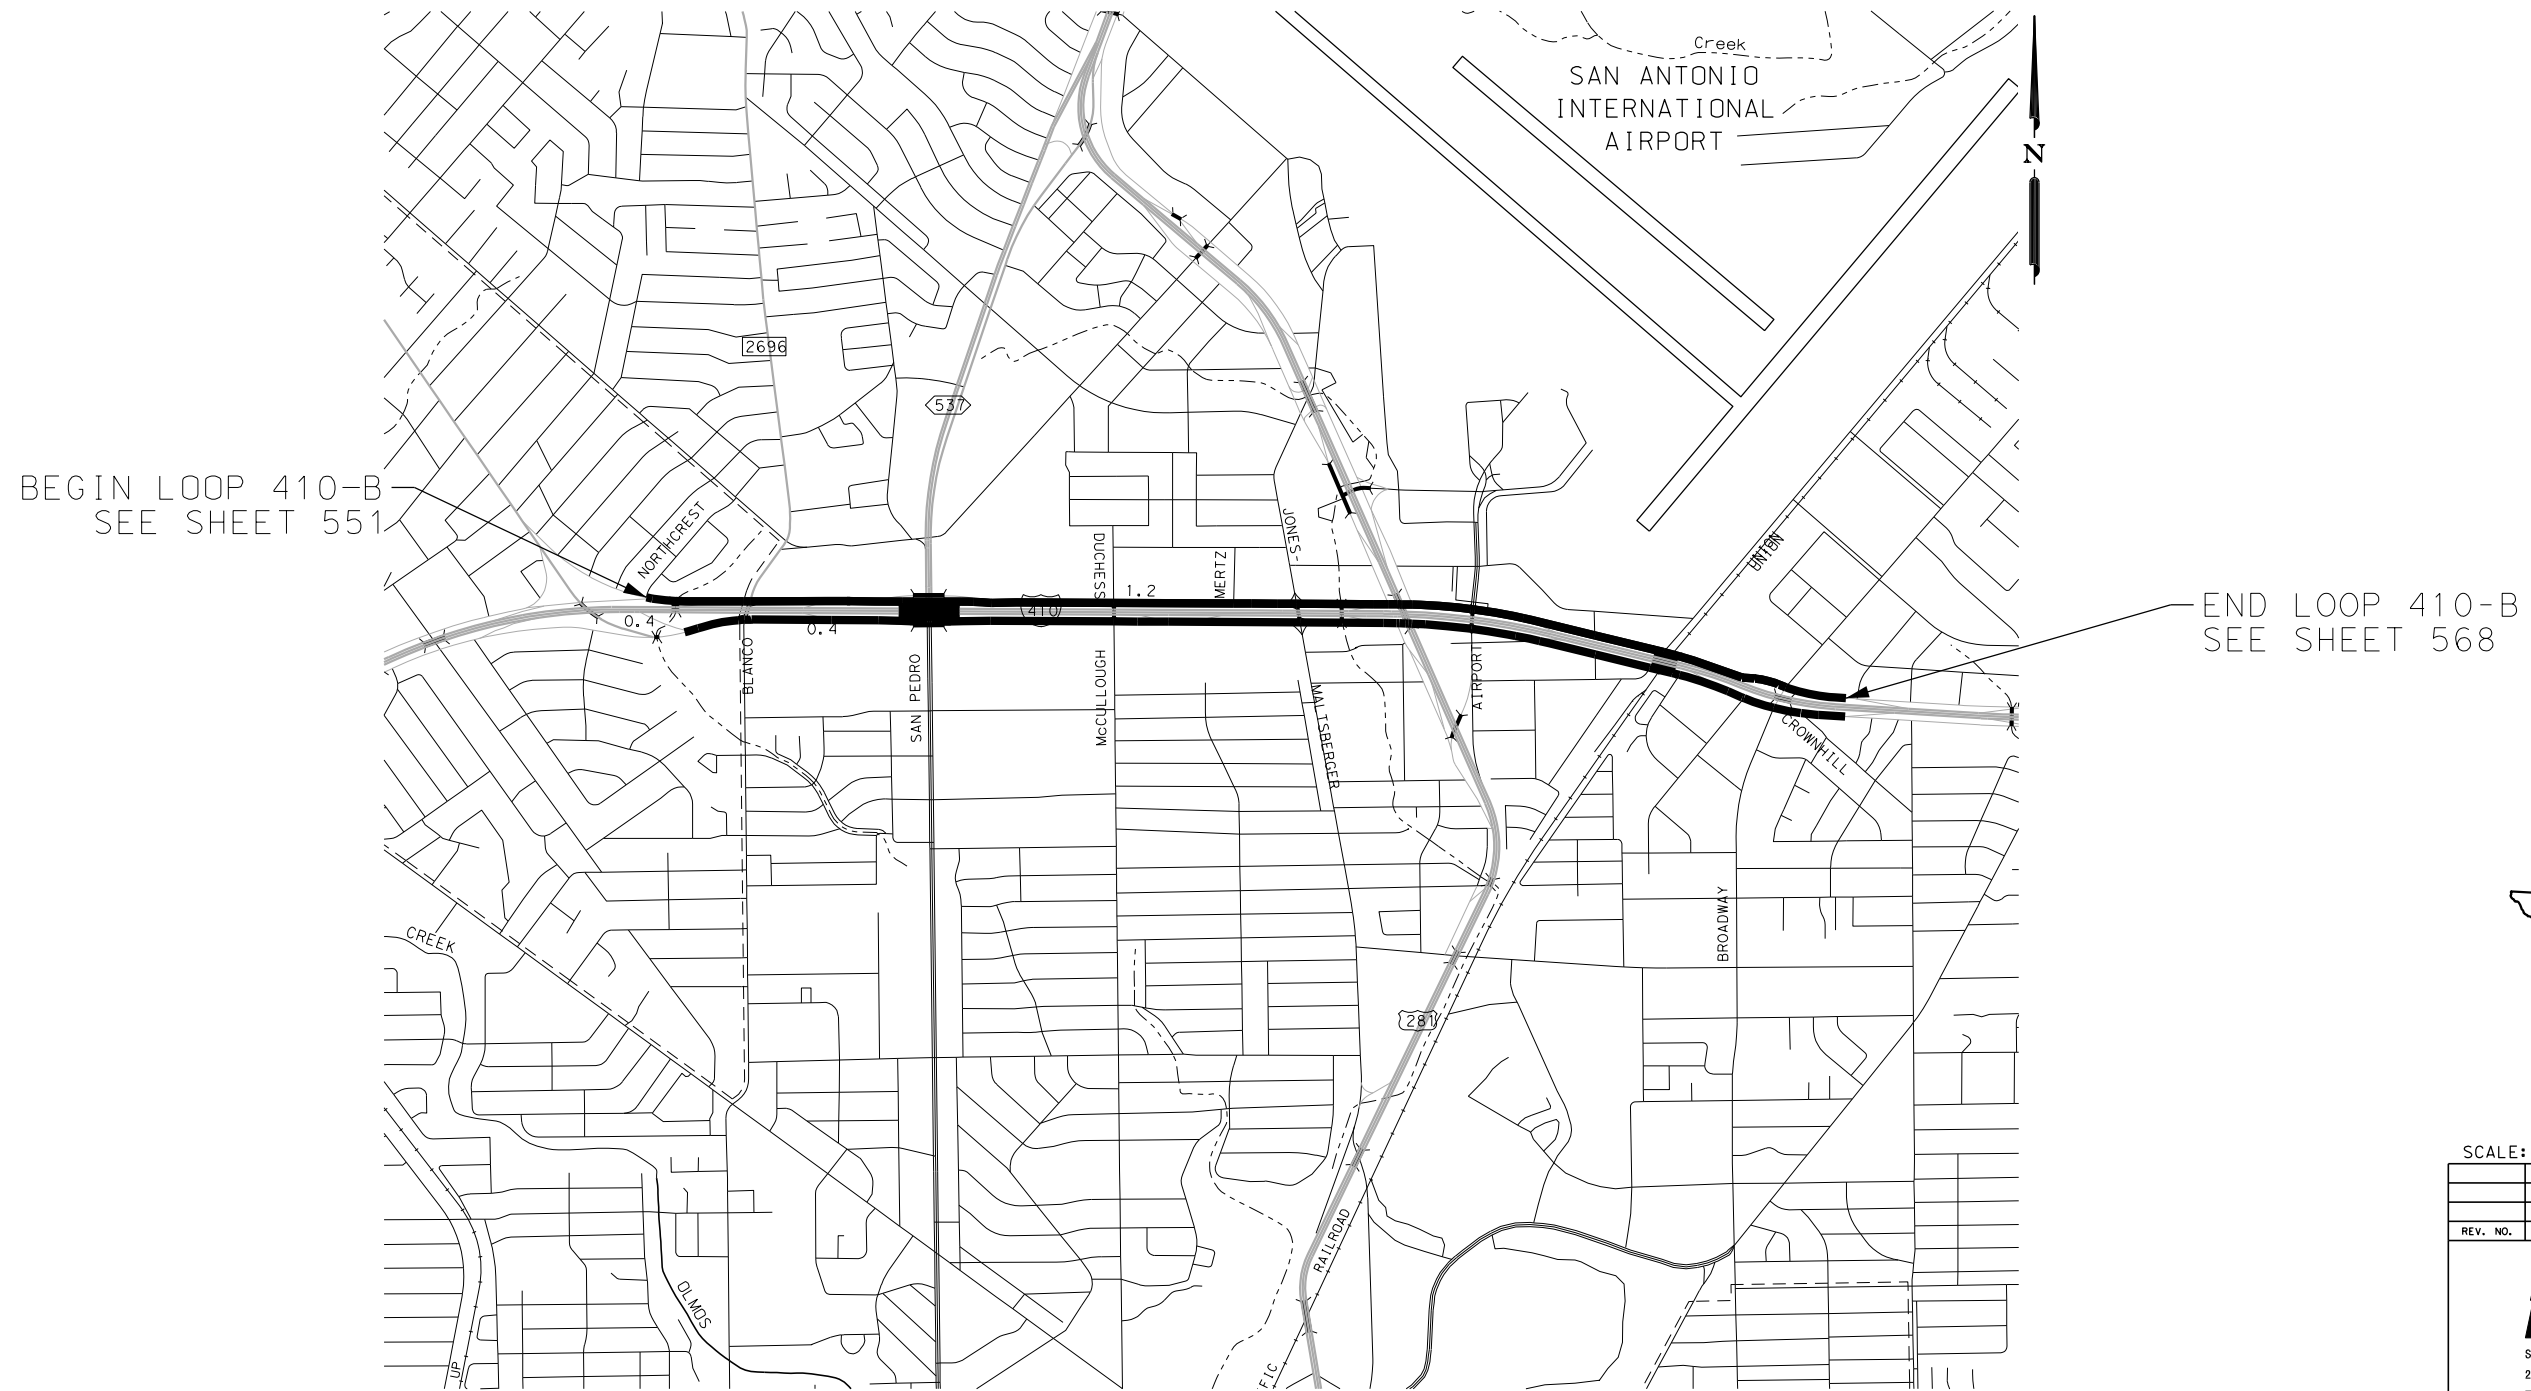 Creek
SAN ANTONIO
INTERNATIONAL
AIRPORT
N
2696
537
BEGIN LOOP 410-B
SEE SHEET 551
NORTHCREST
DUCHESS
MERTZ
JONES
UNION
UNION
1.2
410
0.4
0.4
END LOOP 410-B
SEE SHEET 568
BLANCO
SAN PEDRO
McCULLOUGH
MALTSBERGER
AIRPORT
CROWNHILL
BROADWAY
CREEK
281
SCALE:
REV. NO.
RAILROAD
OLMOS
UP